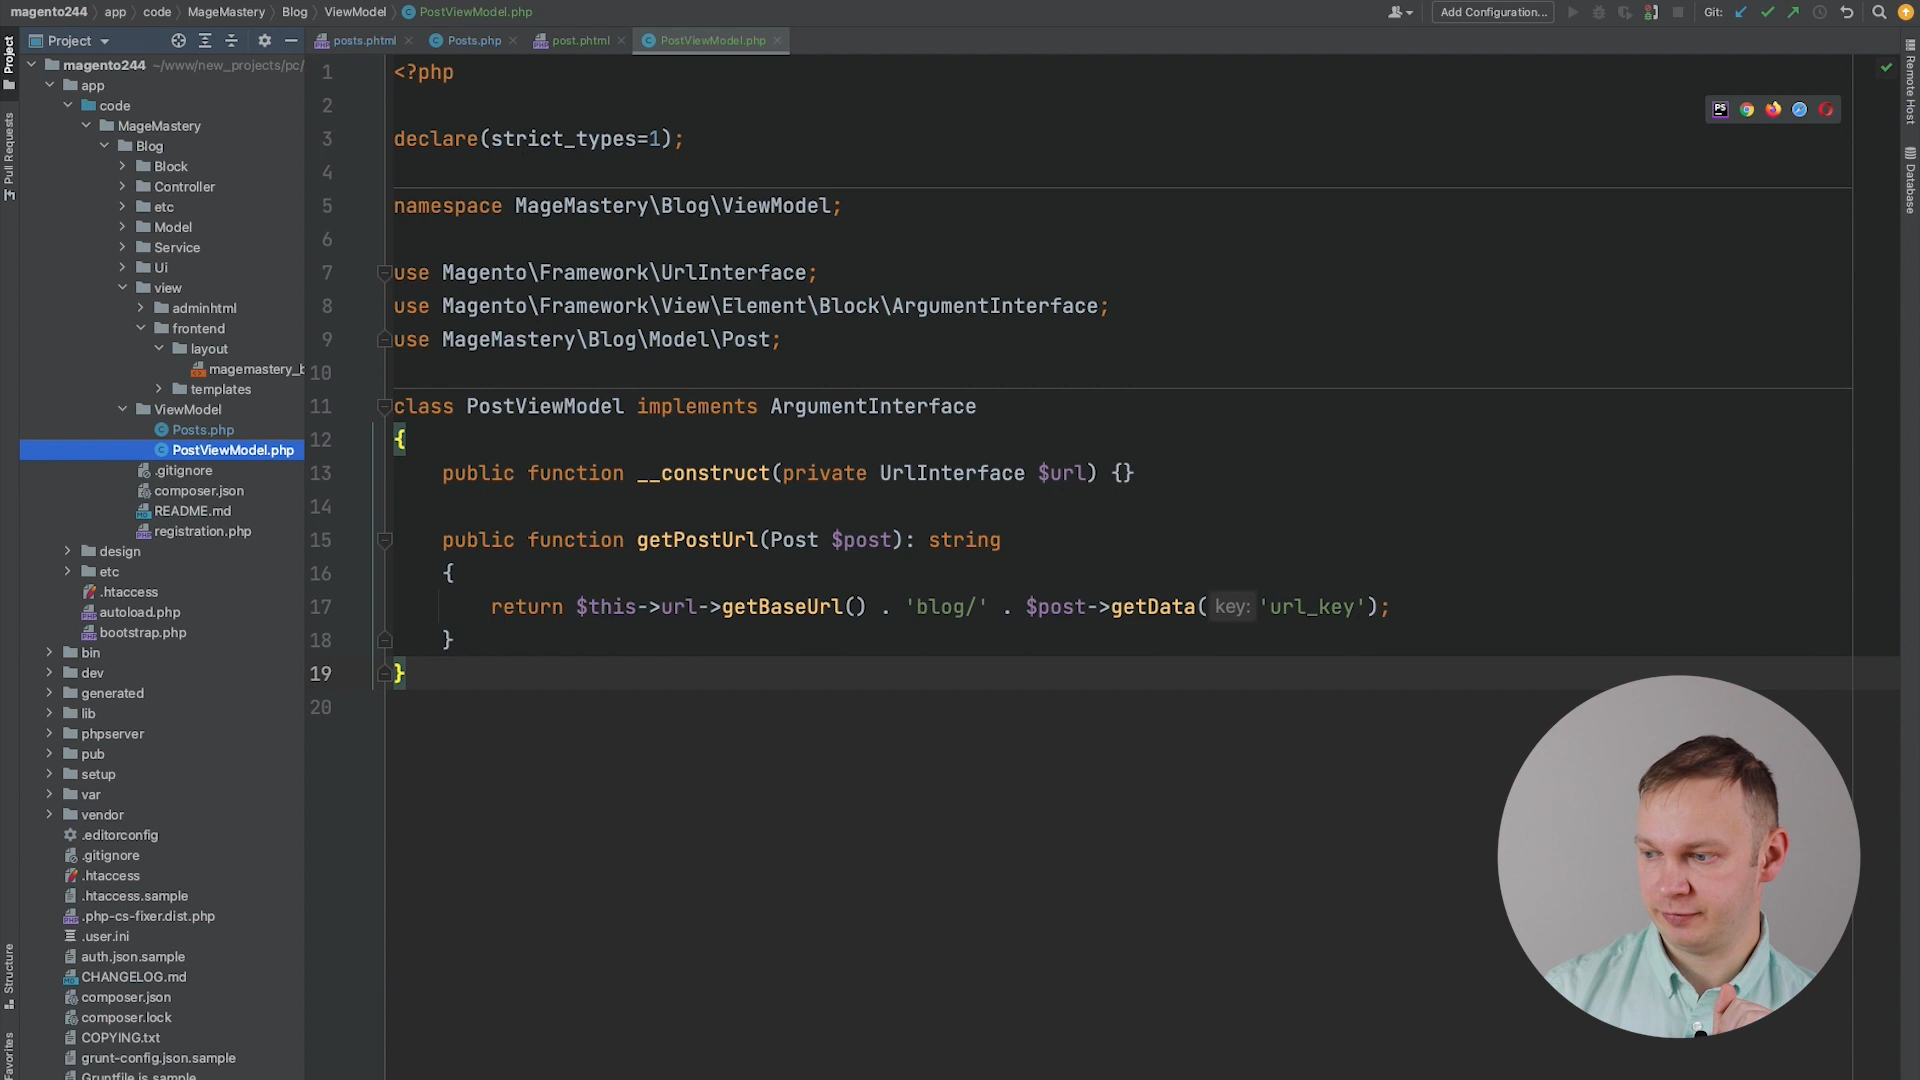 magento244 app code MageMastery Blog ViewModel PostViewModel.php
Add Configuration... Git:
Project
posts.phtml Posts.php post.phtml PostViewModel.php
Project
Pull Requests
Structure
Favorites
Remote Host
Database
magento244 ~/www/new_projects/pc/
app
code
MageMastery
Blog
Block
Controller
etc
Model
Service
Ui
view
adminhtml
frontend
layout
magemastery_b
templates
ViewModel
Posts.php
PostViewModel.php
.gitignore
composer.json
README.md
registration.php
design
etc
.htaccess
autoload.php
bootstrap.php
bin
dev
generated
lib
phpserver
pub
setup
var
vendor
.editorconfig
.gitignore
.htaccess
.htaccess.sample
.php-cs-fixer.dist.php
.user.ini
auth.json.sample
CHANGELOG.md
composer.json
composer.lock
COPYING.txt
grunt-config.json.sample
Gruntfile.js.sample
1 <?php
2
3 declare(strict_types=1);
4
5 namespace MageMastery\Blog\ViewModel;
6
7 use Magento\Framework\UrlInterface;
8 use Magento\Framework\View\Element\Block\ArgumentInterface;
9 use MageMastery\Blog\Model\Post;
10
11 class PostViewModel implements ArgumentInterface
12 {
13 public function __construct(private UrlInterface $url) {}
14
15 public function getPostUrl(Post $post): string
16 {
17 return $this->url->getBaseUrl() . 'blog/' . $post->getData( key: 'url_key');
18 }
19 }
20